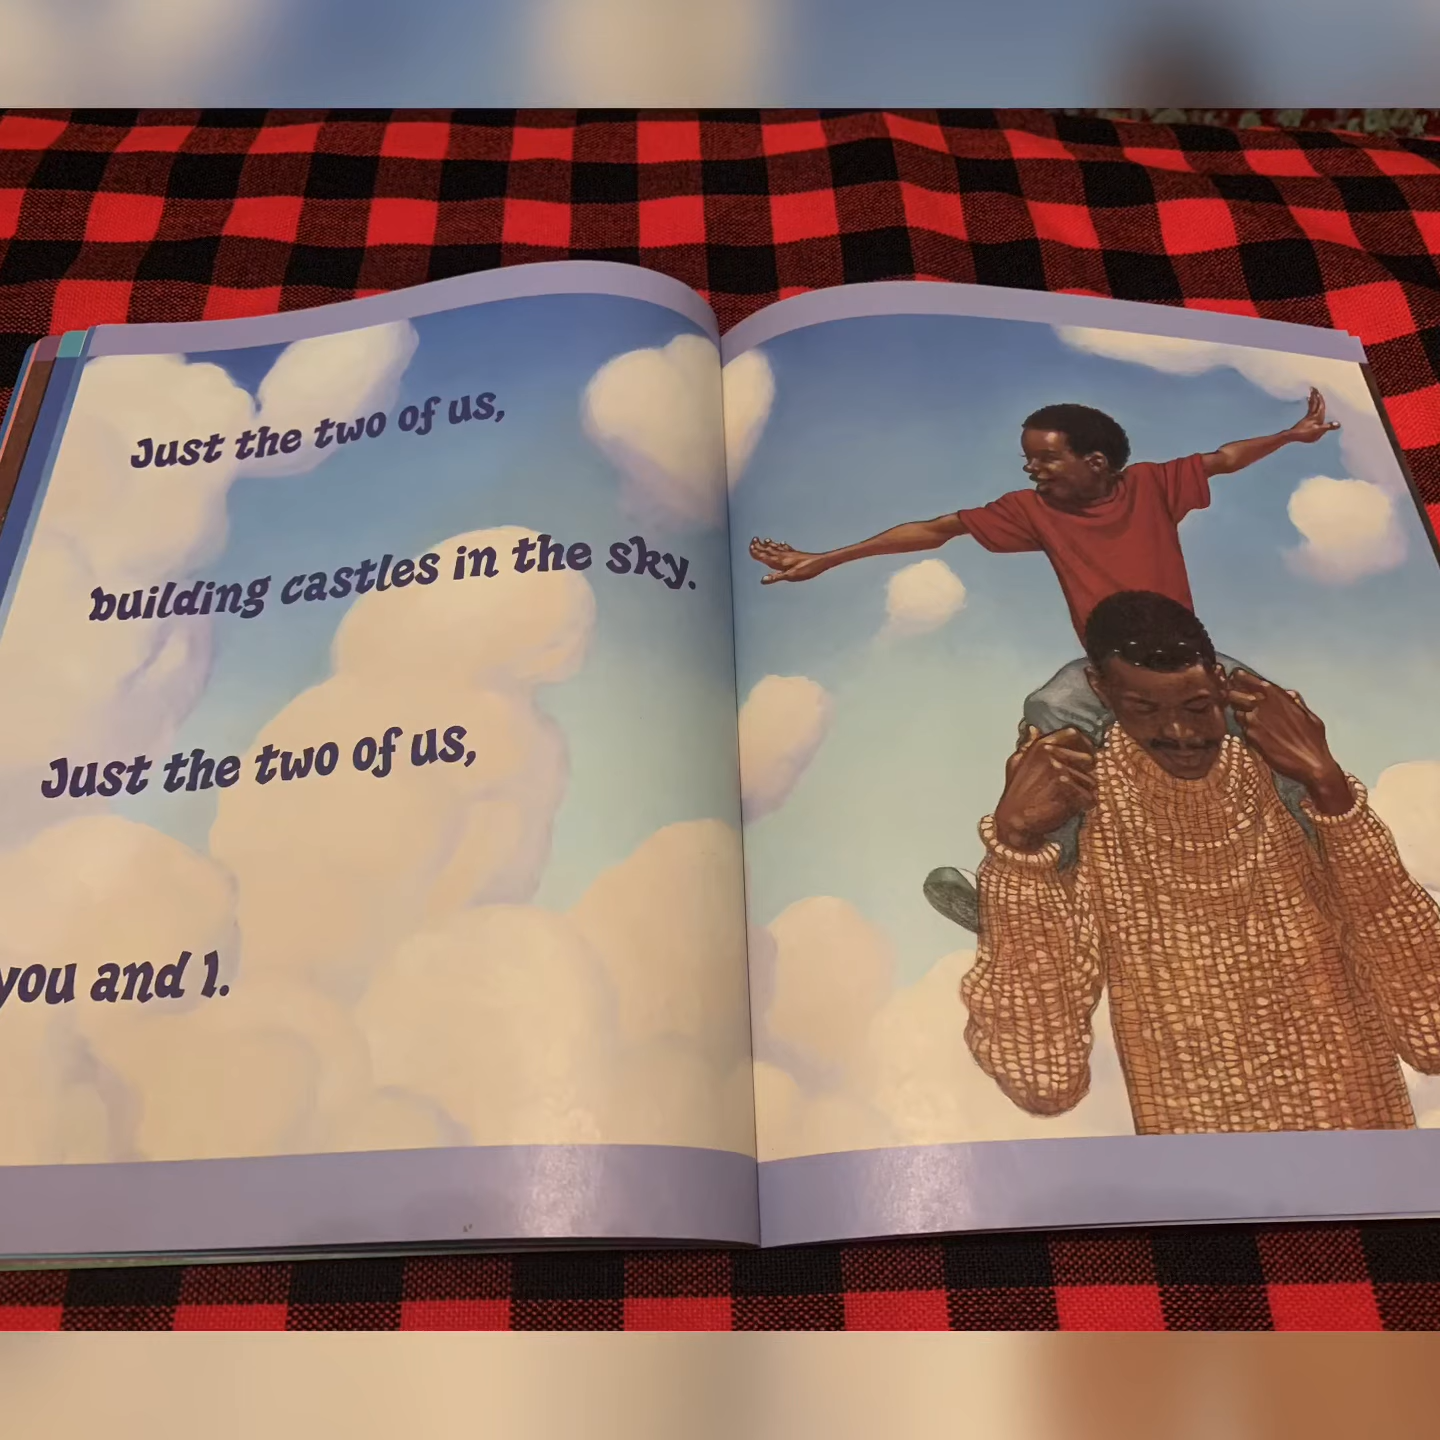 Just the two of us,
building castles in the sky.
Just the two of us,
you and I.